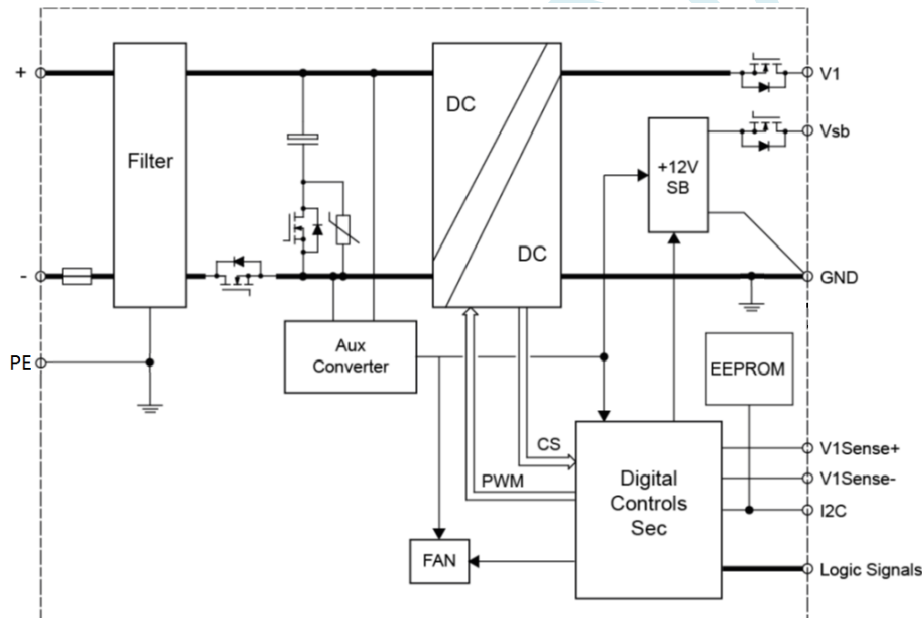 +
DC
V1
Vsb
Filter
+12V
SB
DC
-
GND
PE
Aux
Converter
EEPROM
CS
V1Sense+
PWM
Digital
Controls
Sec
V1Sense-
I2C
FAN
Logic Signals